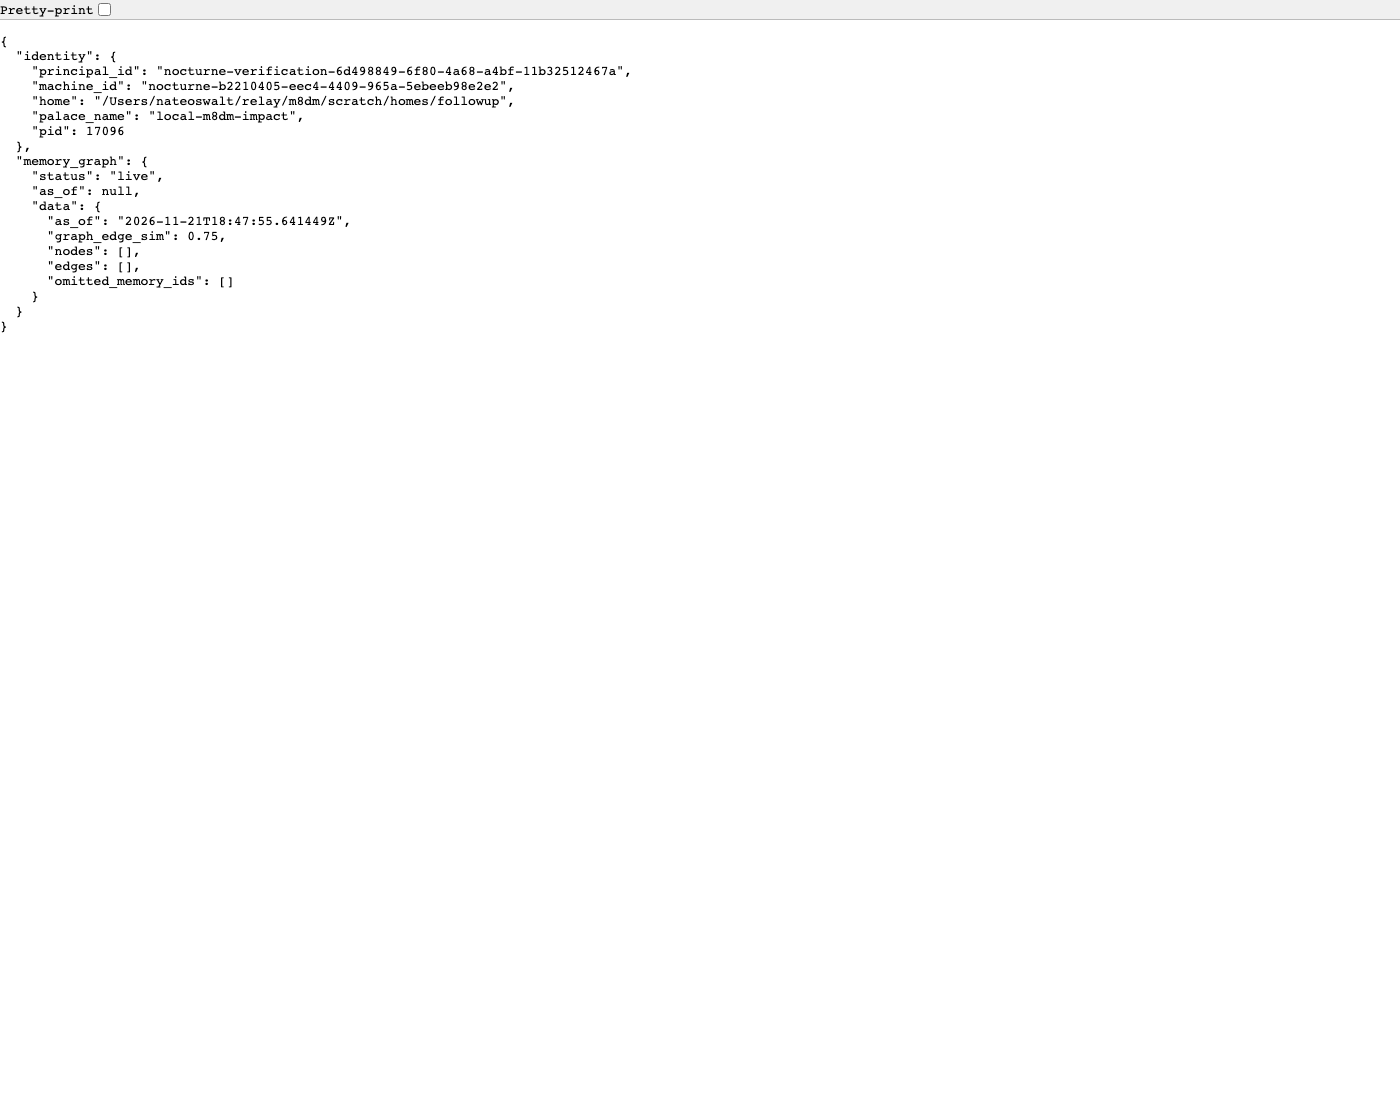 Pretty-print
{
  "identity": {
    "principal_id": "nocturne-verification-6d498849-6f80-4a68-a4bf-11b32512467a",
    "machine_id": "nocturne-b2210405-eec4-4409-965a-5ebeeb98e2e2",
    "home": "/Users/nateoswalt/relay/m8dm/scratch/homes/followup",
    "palace_name": "local-m8dm-impact",
    "pid": 17096
  },
  "memory_graph": {
    "status": "live",
    "as_of": null,
    "data": {
      "as_of": "2026-11-21T18:47:55.641449Z",
      "graph_edge_sim": 0.75,
      "nodes": [],
      "edges": [],
      "omitted_memory_ids": []
    }
  }
}